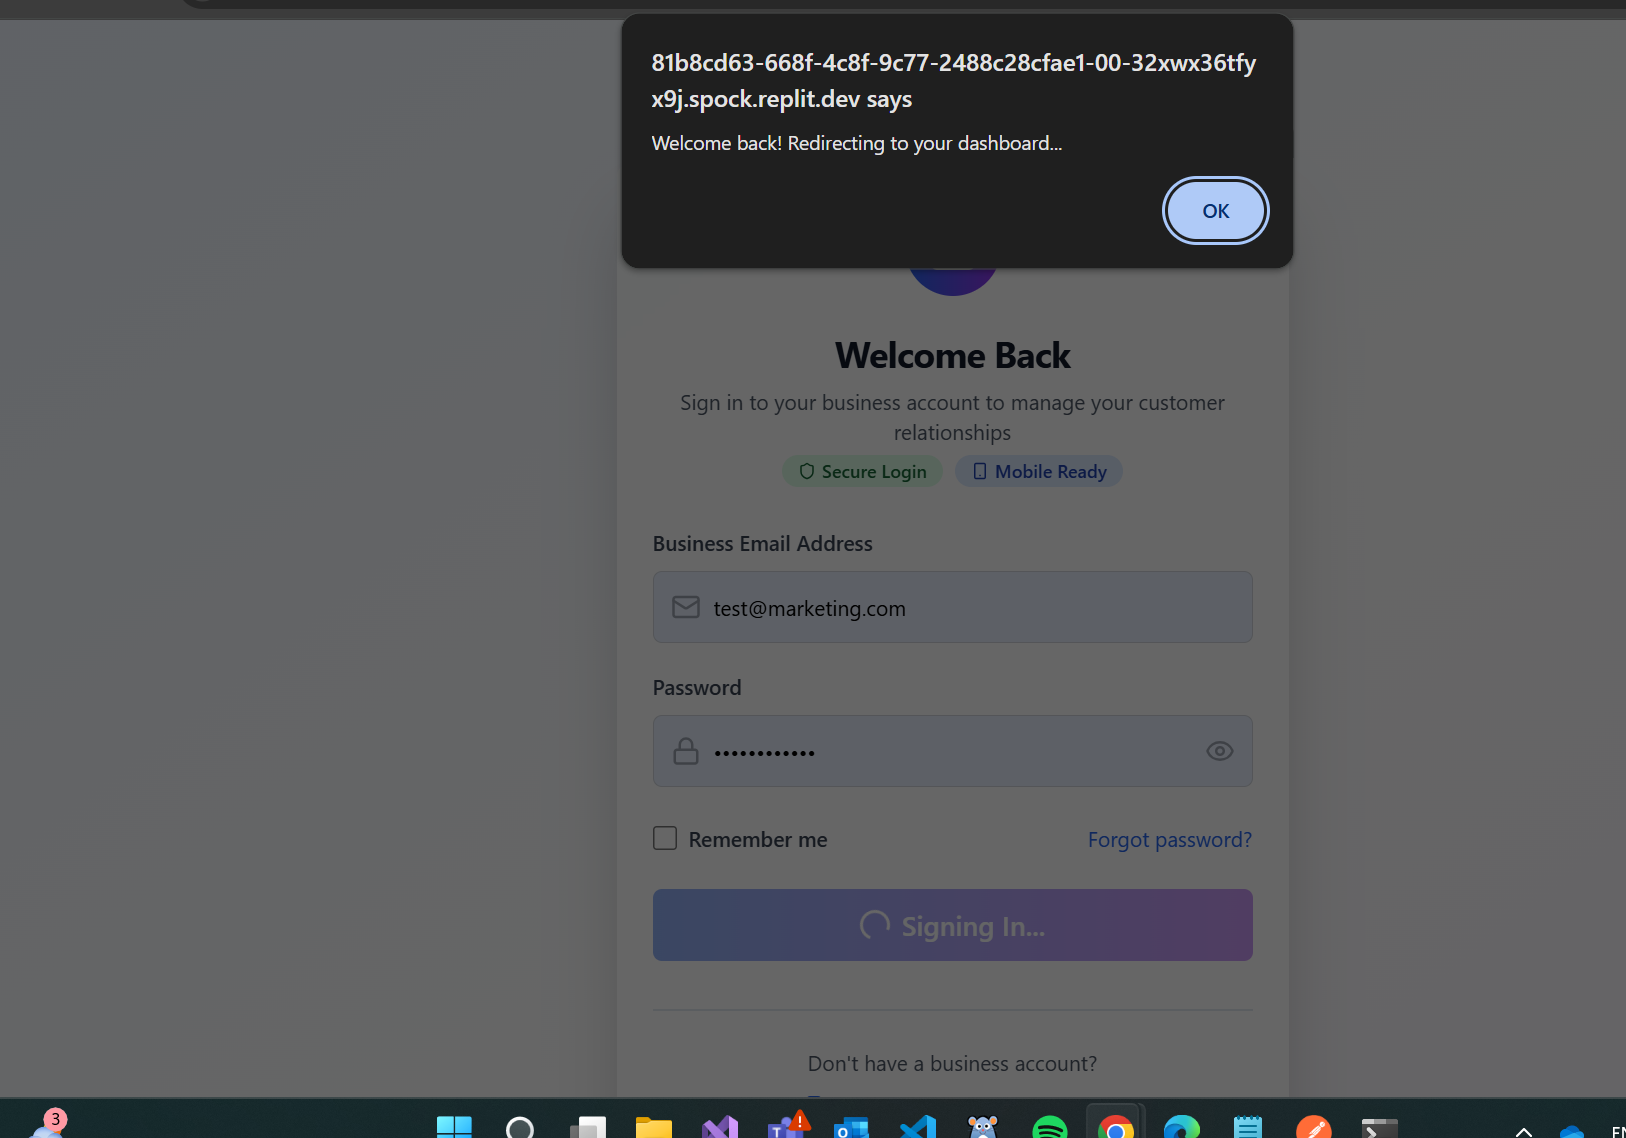 81b8cd63-668f-4c8f-9c77-2488c28cfae1-00-32xwx36tfy
x9j.spock.replit.dev says
Welcome back! Redirecting to your dashboard...
OK
Welcome Back
Sign in to your business account to manage your customer
relationships
Secure Login
Mobile Ready
Business Email Address
test@marketing.com
Password
••••••••••••
Remember me
Forgot password?
Signing In...
Don't have a business account?
3